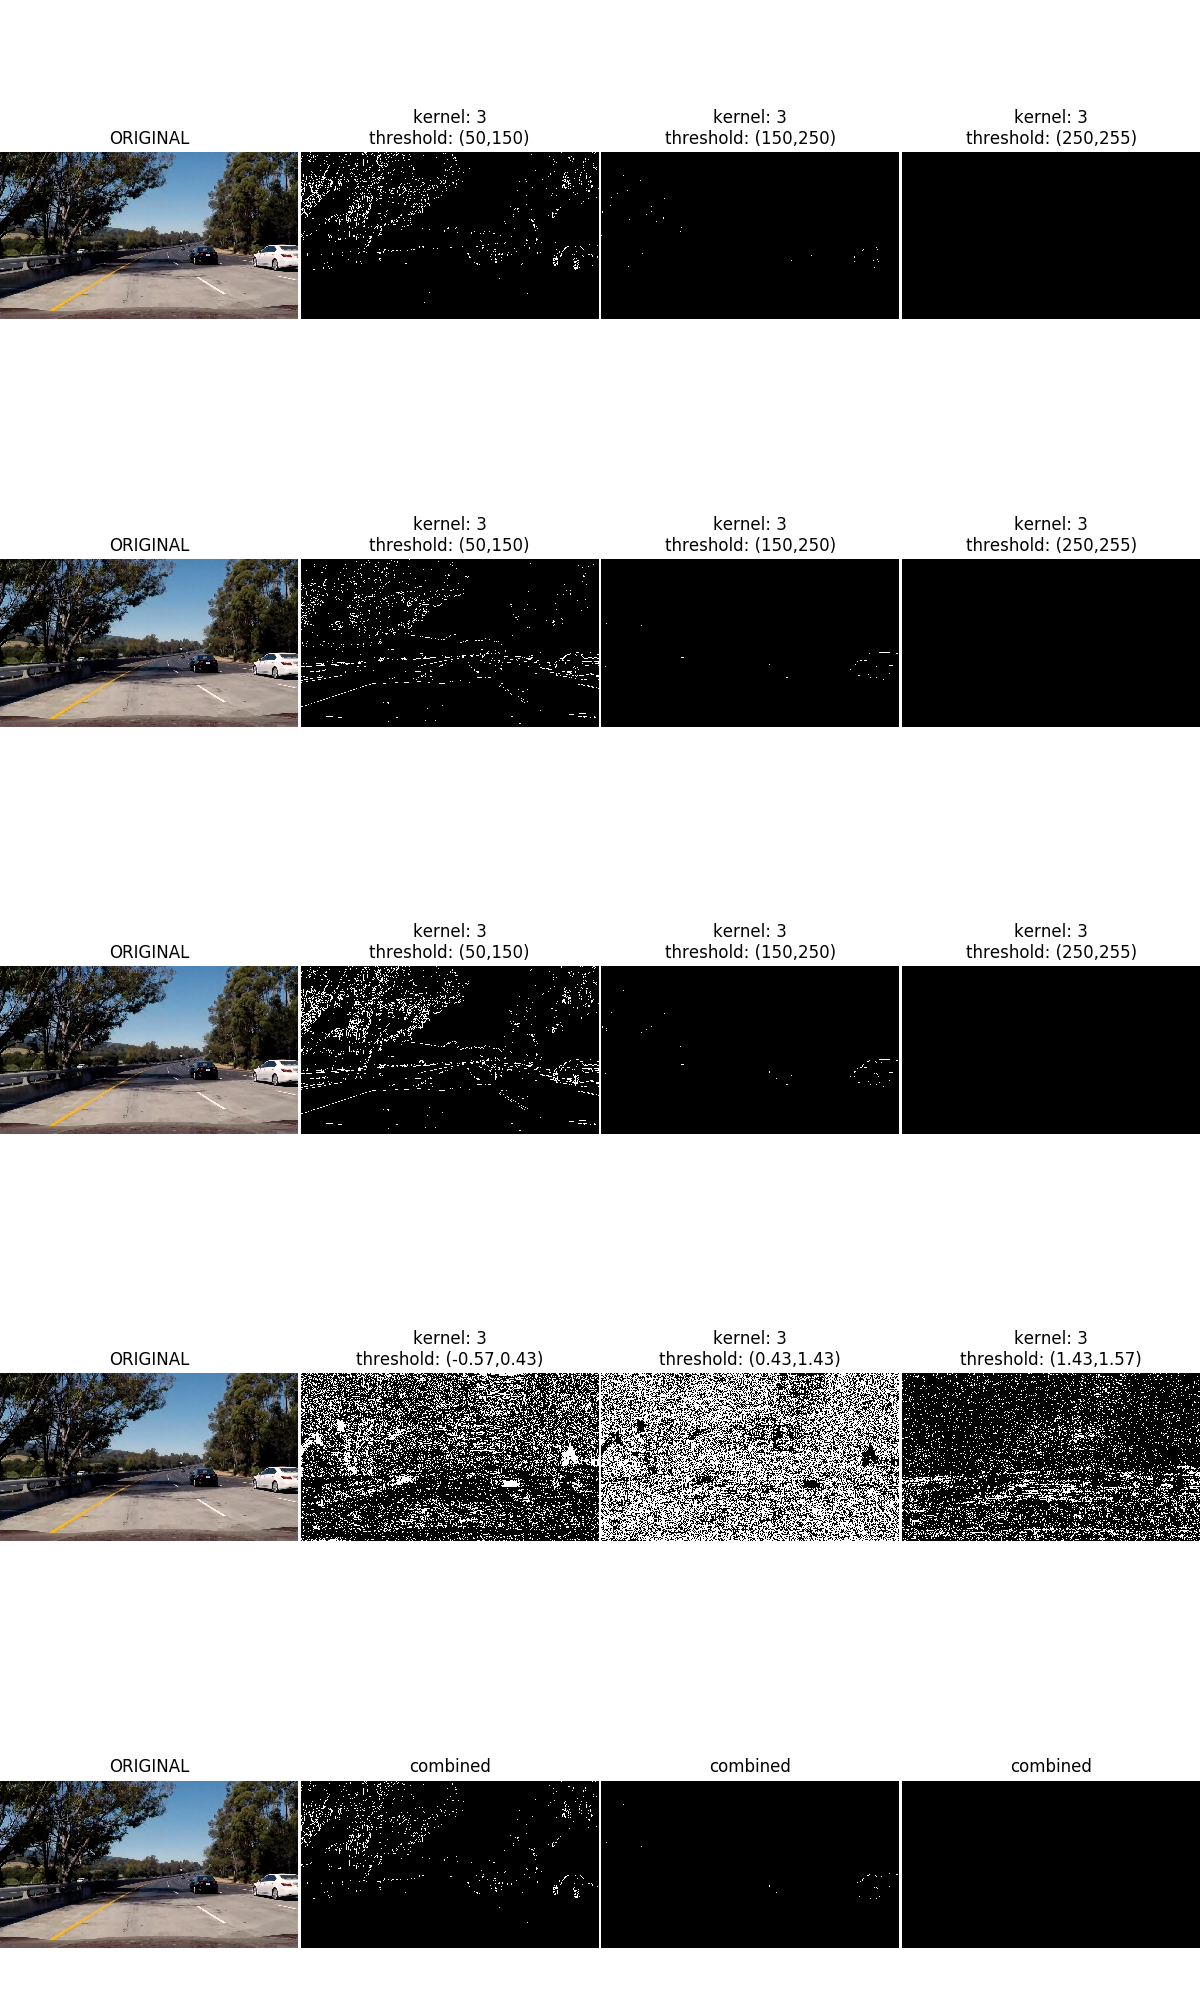 ORIGINAL
kernel: 3
threshold: (50,150)
kernel: 3
threshold: (150,250)
kernel: 3
threshold: (250,255)
ORIGINAL
kernel: 3
threshold: (50,150)
kernel: 3
threshold: (150,250)
kernel: 3
threshold: (250,255)
ORIGINAL
kernel: 3
threshold: (50,150)
kernel: 3
threshold: (150,250)
kernel: 3
threshold: (250,255)
ORIGINAL
kernel: 3
threshold: (-0.57,0.43)
kernel: 3
threshold: (0.43,1.43)
kernel: 3
threshold: (1.43,1.57)
ORIGINAL
combined
combined
combined